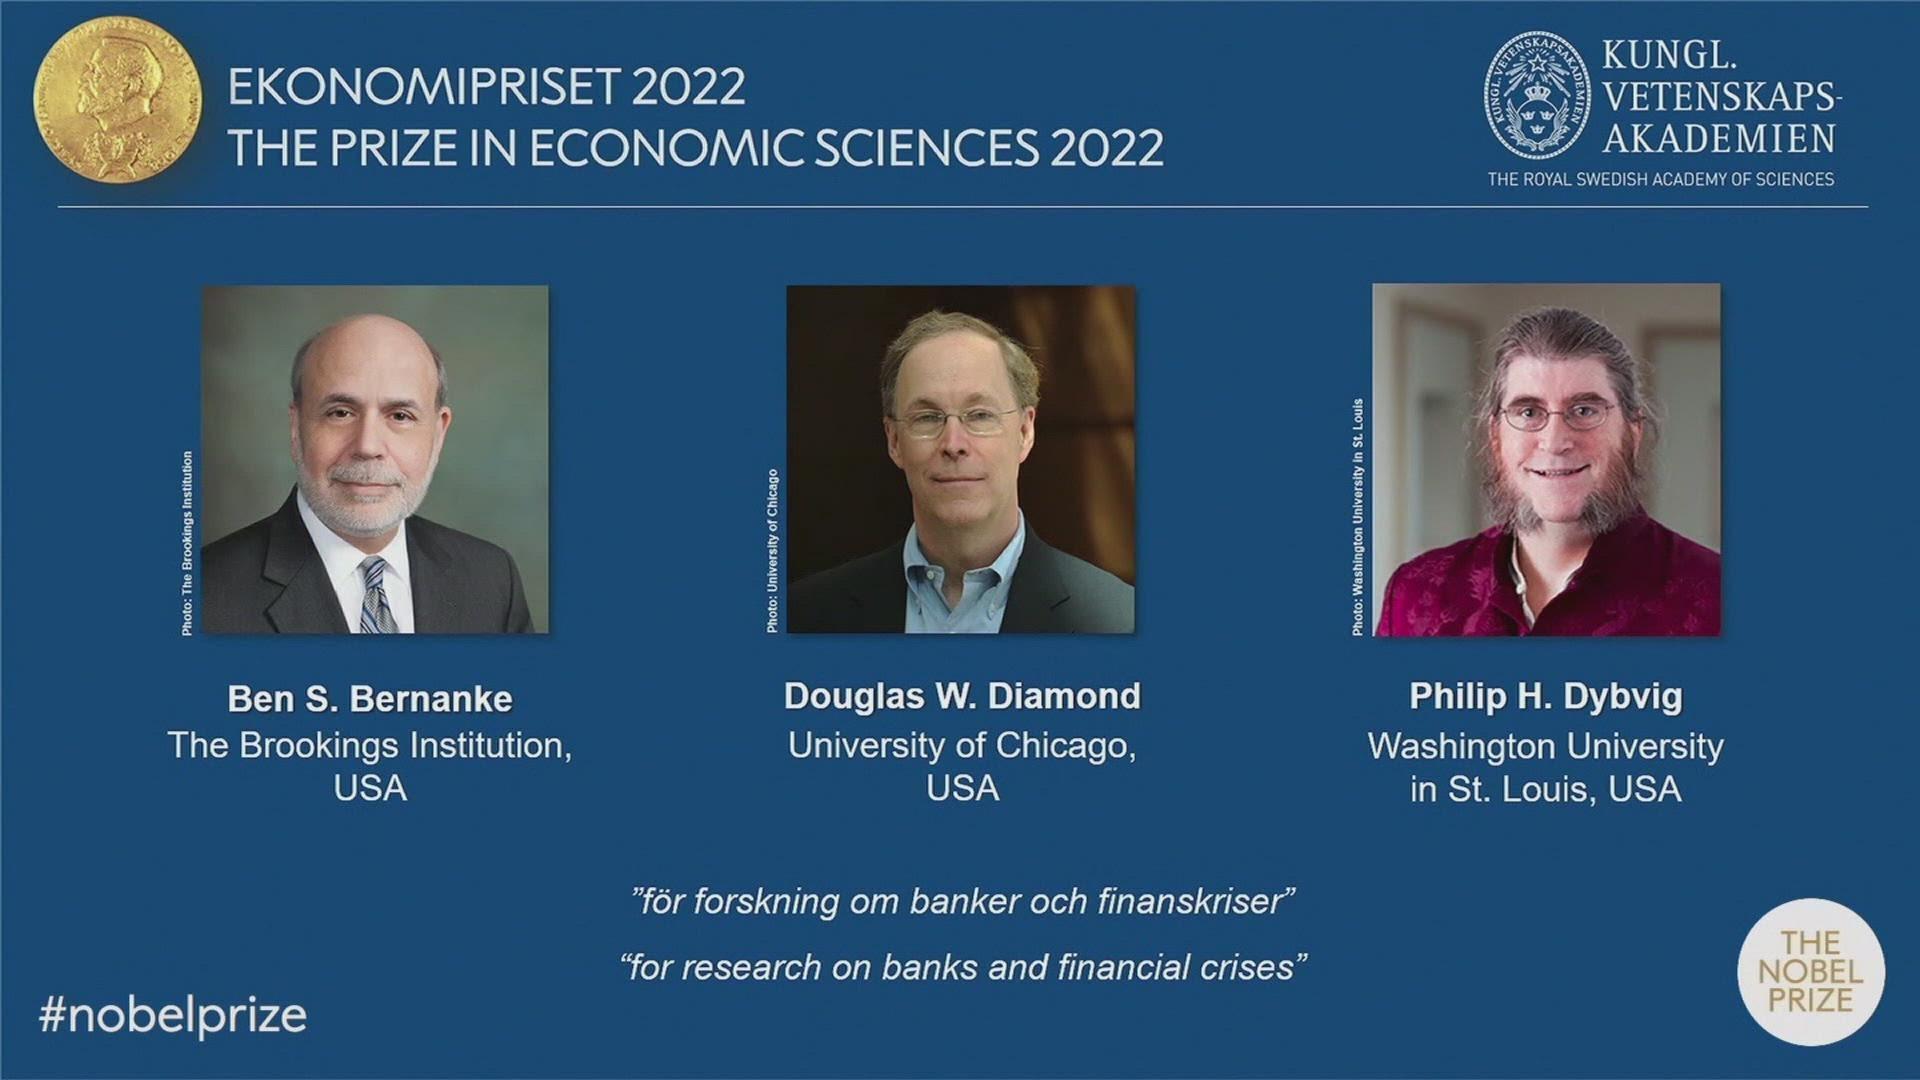 EKONOMIPRISET 2022
THE PRIZE IN ECONOMIC SCIENCES 2022
KUNGL.
VETENSKAPS-
AKADEMIEN
THE ROYAL SWEDISH ACADEMY OF SCIENCES
KUNGL. VETENSKAPSAKADEMIEN
Photo: The Brookings Institution
Photo: University of Chicago
Photo: Washington University in St. Louis
Ben S. Bernanke
The Brookings Institution,
USA
Douglas W. Diamond
University of Chicago,
USA
Philip H. Dybvig
Washington University
in St. Louis, USA
”för forskning om banker och finanskriser”
“for research on banks and financial crises”
#nobelprize
THE
NOBEL
PRIZE